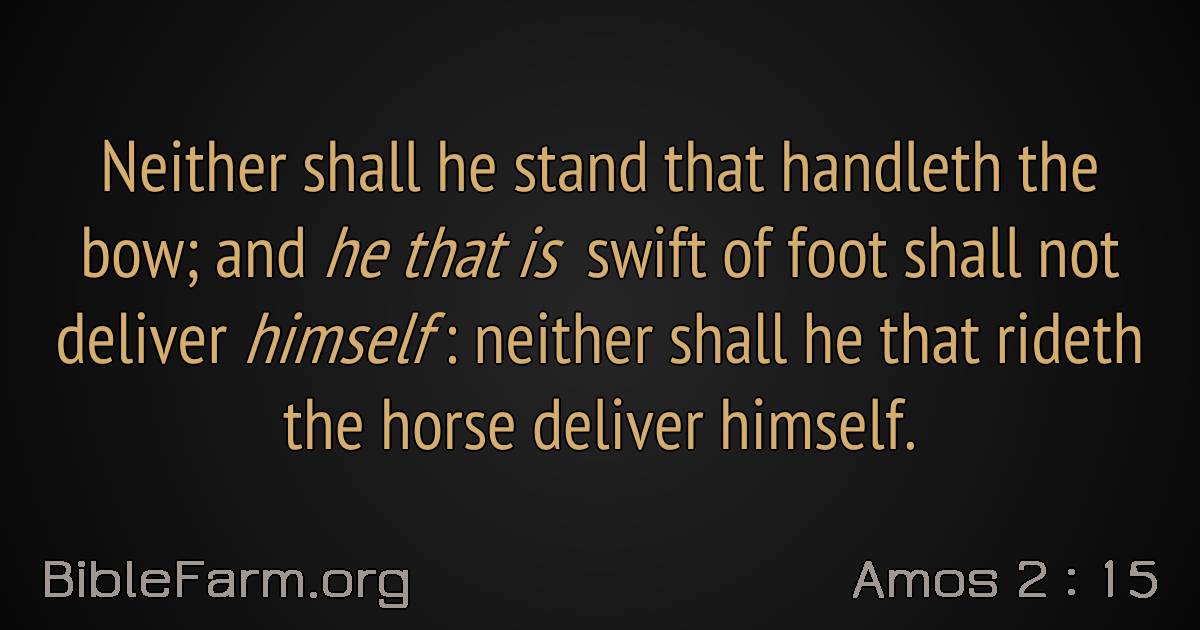 Neither shall he stand that handleth the
bow; and he that is swift of foot shall not
deliver himself: neither shall he that rideth
the horse deliver himself.
BibleFarm.org
Amos 2 : 15